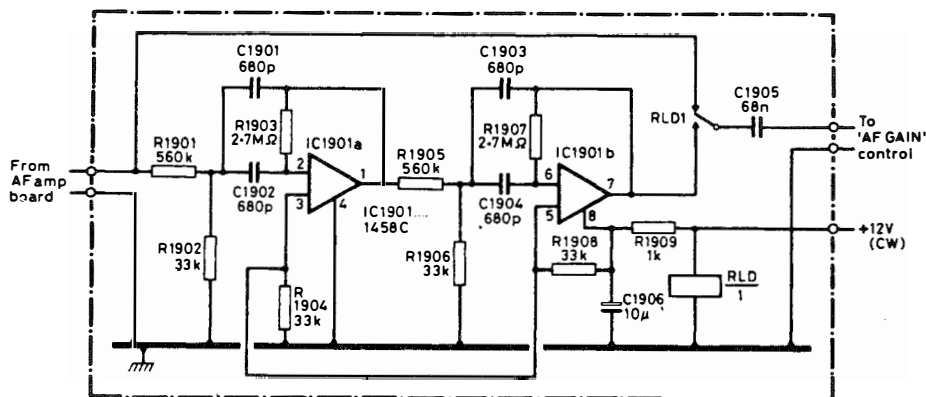 C1901
680p
C1903
680p
C1905
68n
R1901
560k
R1903
2·7MΩ
IC1901a
R1905
560k
R1907
2·7MΩ
IC1901b
RLD1
To
'AF GAIN'
control
From
AF amp
board
C1902
680p
2
3
1
4
IC1901....
1458C
C1904
680p
6
5
7
8
R1902
33k
R
1904
33k
R1906
33k
R1908
33k
R1909
1k
C1906
10μ
RLD
1
+12V
(CW)